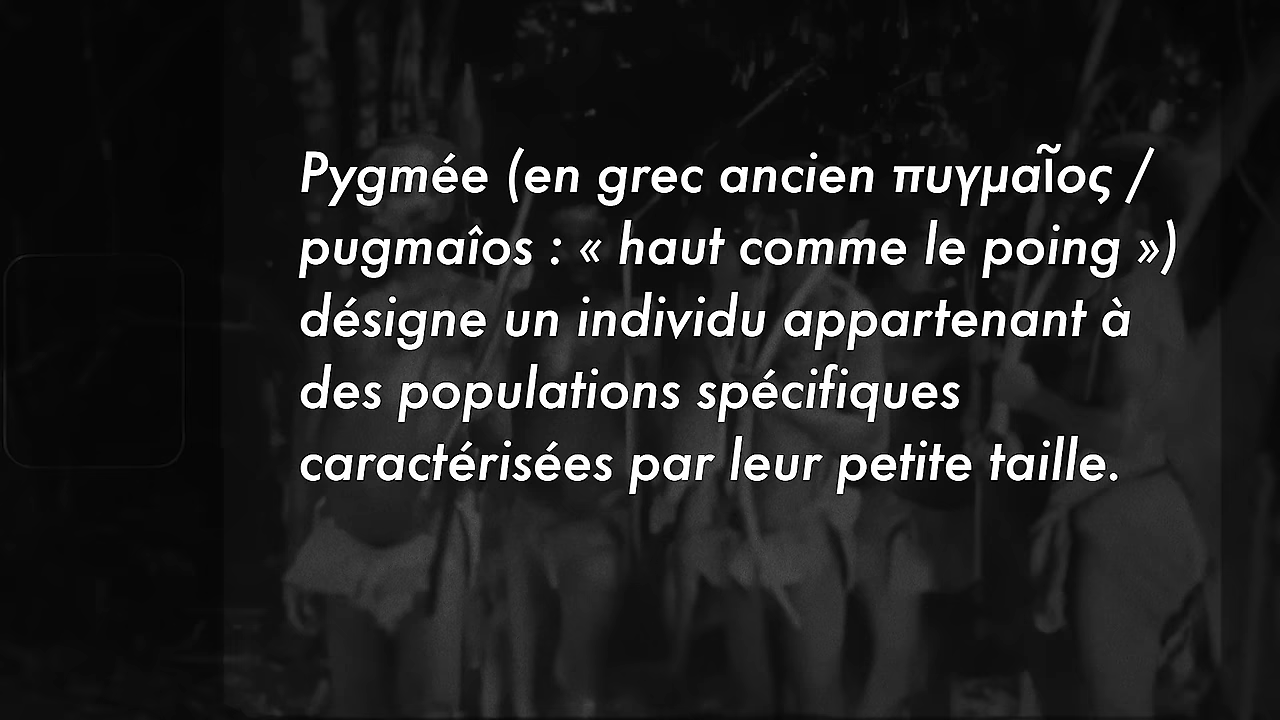 Pygmée (en grec ancien πυγμαῖος /
pugmaîos : « haut comme le poing »)
désigne un individu appartenant à
des populations spécifiques
caractérisées par leur petite taille.